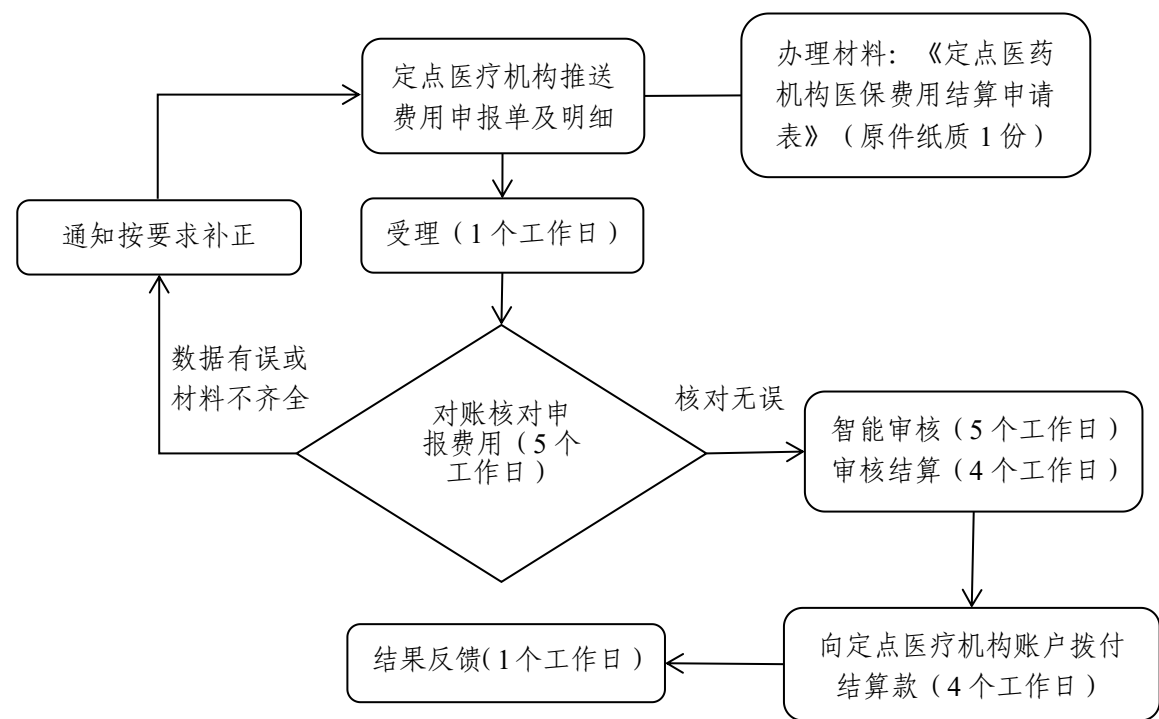 定点医疗机构推送
费用申报单及明细
办理材料：《定点医药
机构医保费用结算申请
表》（原件纸质 1 份）
通知按要求补正
受理（1 个工作日）
数据有误或
材料不齐全
对账核对申
报费用（5 个
工作日）
核对无误
智能审核（5 个工作日）
审核结算（4 个工作日）
向定点医疗机构账户拨付
结算款（4 个工作日）
结果反馈(1 个工作日）